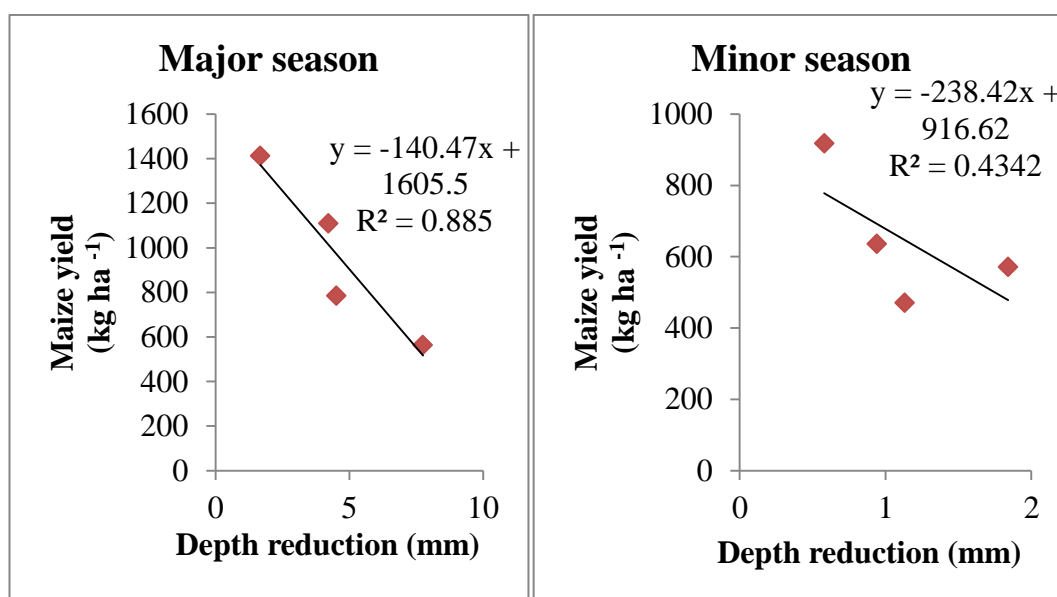 Major season
y = -140.47x +
1605.5
R² = 0.885
1600
1400
1200
1000
800
600
400
200
0
Maize yield
(kg ha -1)
0 5 10
Depth reduction (mm)
Minor season
y = -238.42x +
916.62
R² = 0.4342
1000
800
600
400
200
0
Maize yield
(kg ha -1)
0 1 2
Depth reduction (mm)